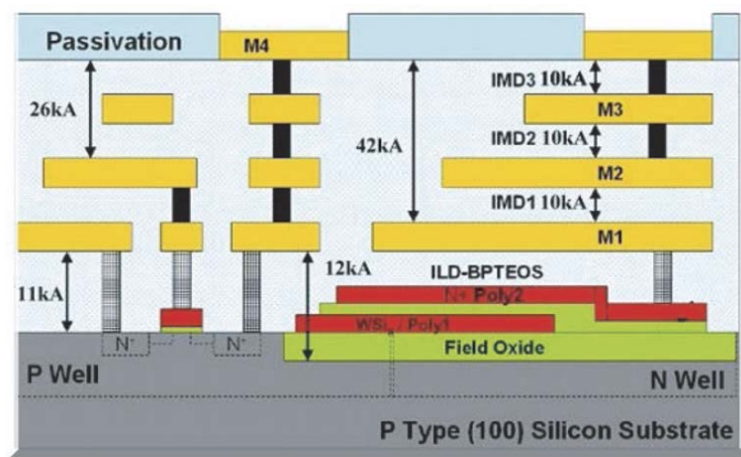 Passivation
M4
IMD3 10kA
26kA
M3
42kA
IMD2 10kA
M2
IMD1 10kA
M1
12kA
ILD-BPTEOS
11kA
N+ Poly2
WSiₓ / Poly1
N⁺
N⁺
Field Oxide
P Well
N Well
P Type (100) Silicon Substrate